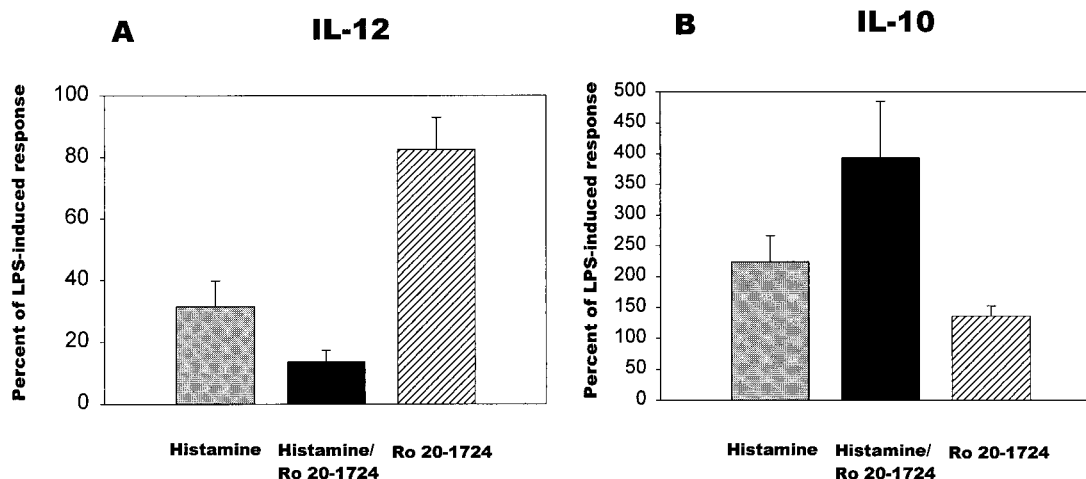 A
IL-12
Percent of LPS-induced response
100
80
60
40
20
0
Histamine
Histamine/
Ro 20-1724
Ro 20-1724
B
IL-10
Percent of LPS-induced response
500
450
400
350
300
250
200
150
100
50
0
Histamine
Histamine/
Ro 20-1724
Ro 20-1724